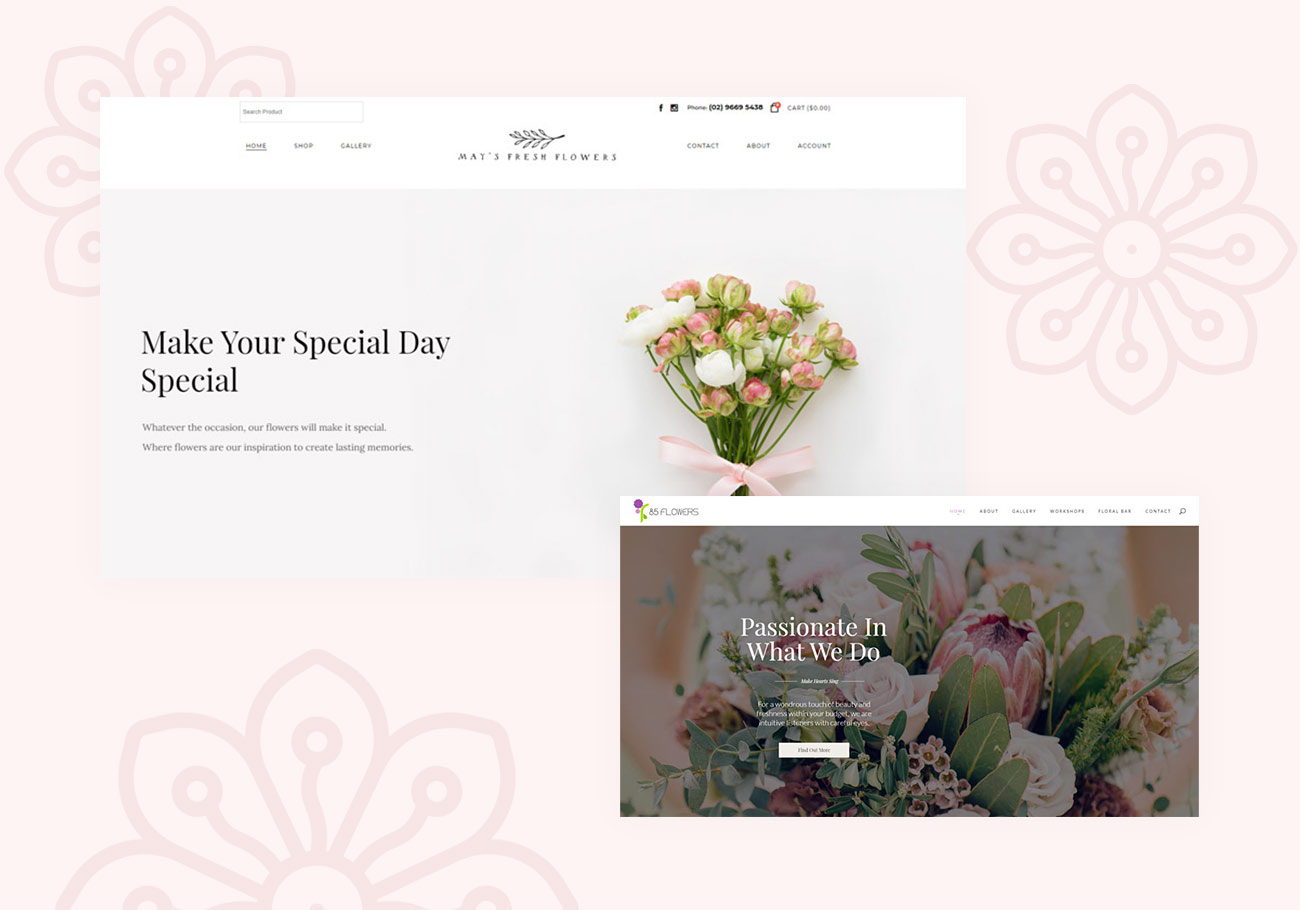 Search Product
Phone: (02) 9669 5438
CART ($0.00)
HOME SHOP GALLERY
MAY'S FRESH FLOWERS
CONTACT ABOUT ACCOUNT
Make Your Special Day
Special
Whatever the occasion, our flowers will make it special.
Where flowers are our inspiration to create lasting memories.
85 FLOWERS
HOME ABOUT GALLERY WORKSHOPS FLORAL BAR CONTACT
Passionate In
What We Do
Make Hearts Sing
For a wondrous touch of beauty and
freshness within your budget, we are
intuitive listeners with careful eyes.
Find Out More